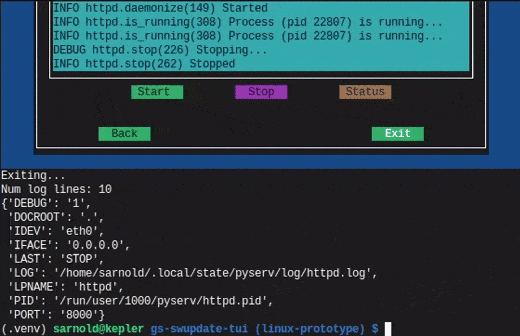 INFO httpd.daemonize(149) Started
INFO httpd.is_running(308) Process (pid 22807) is running...
INFO httpd.is_running(308) Process (pid 22807) is running...
DEBUG httpd.stop(226) Stopping...
INFO httpd.stop(262) Stopped
Start Stop Status
Back Exit
Exiting...
Num log lines: 10
{'DEBUG': '1',
 'DOCROOT': '.',
 'IDEV': 'eth0',
 'IFACE': '0.0.0.0',
 'LAST': 'STOP',
 'LOG': '/home/sarnold/.local/state/pyserv/log/httpd.log',
 'LPNAME': 'httpd',
 'PID': '/run/user/1000/pyserv/httpd.pid',
 'PORT': '8000'}
(.venv) sarnold@kepler gs-swupdate-tui (linux-prototype) $